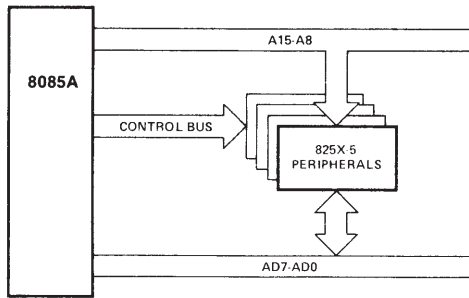 A15-A8
8085A
CONTROL BUS
825X-5
PERIPHERALS
AD7-AD0